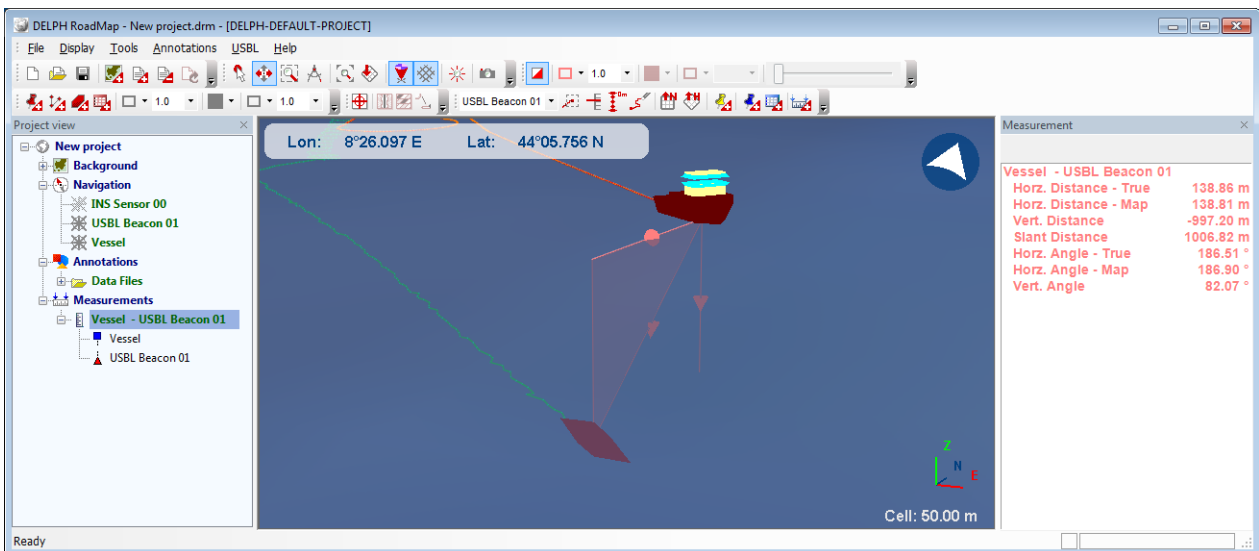 DELPH RoadMap - New project.drm - [DELPH-DEFAULT-PROJECT]
File Display Tools Annotations USBL Help
1.0
1.0 1.0 USBL Beacon 01
Project view
New project
Background
Navigation
INS Sensor 00
USBL Beacon 01
Vessel
Annotations
Data Files
Measurements
Vessel - USBL Beacon 01
Vessel
USBL Beacon 01
Lon: 8°26.097 E Lat: 44°05.756 N
Z
N
E
Cell: 50.00 m
Measurement
Vessel - USBL Beacon 01
Horz. Distance - True 138.86 m
Horz. Distance - Map 138.81 m
Vert. Distance -997.20 m
Slant Distance 1006.82 m
Horz. Angle - True 186.51 °
Horz. Angle - Map 186.90 °
Vert. Angle 82.07 °
Ready